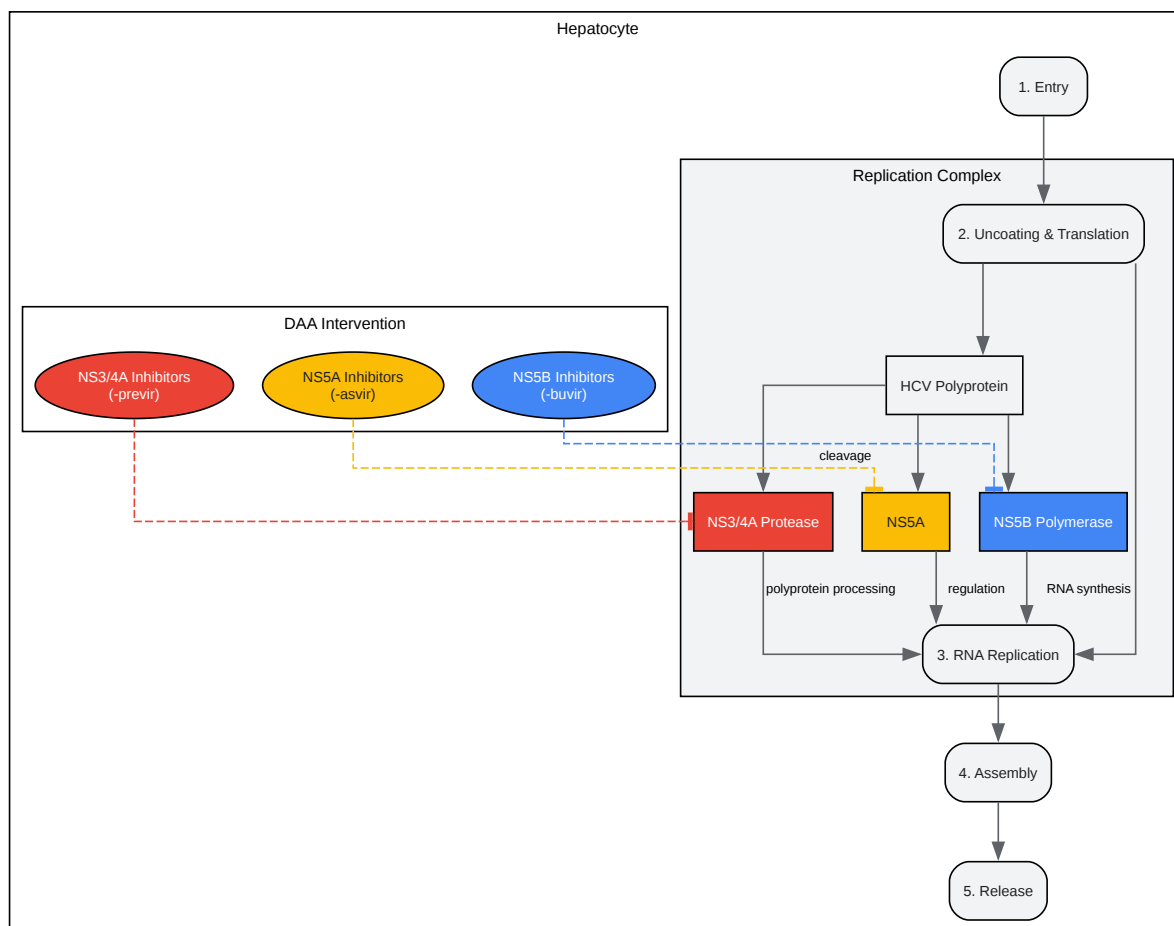 Hepatocyte
1. Entry
Replication Complex
2. Uncoating & Translation
DAA Intervention
NS3/4A Inhibitors
(-previr)
NS5A Inhibitors
(-asvir)
NS5B Inhibitors
(-buvir)
HCV Polyprotein
cleavage
NS3/4A Protease
NS5A
NS5B Polymerase
polyprotein processing
regulation
RNA synthesis
3. RNA Replication
4. Assembly
5. Release